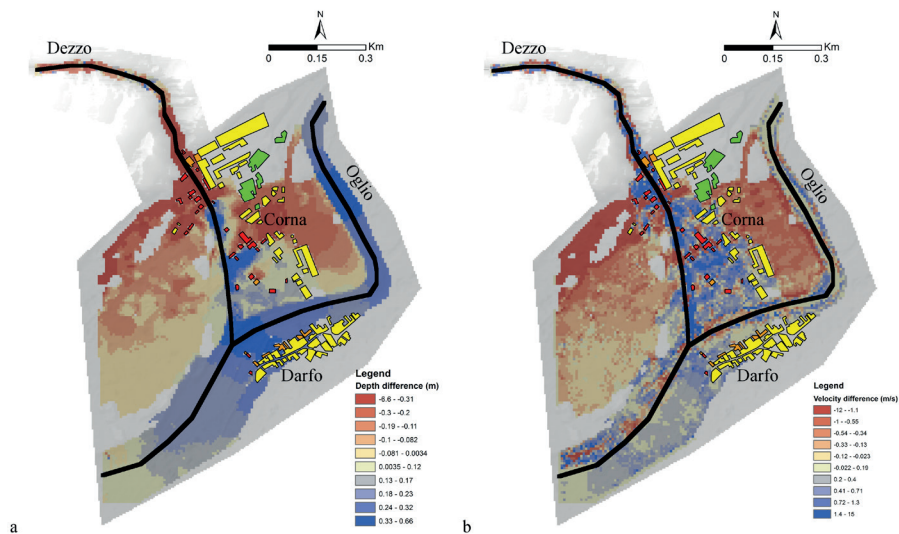 N
Dezzo
Km
0 0.15 0.3
Oglio
Corna
Darfo
Legend
Depth difference (m)
-6.6 - -0.31
-0.3 - -0.2
-0.19 - -0.11
-0.1 - -0.082
-0.081 - 0.0034
0.0035 - 0.12
0.13 - 0.17
0.18 - 0.23
0.24 - 0.32
0.33 - 0.66
a
N
Dezzo
Km
0 0.15 0.3
Oglio
Corna
Darfo
Legend
Velocity difference (m/s)
-12 - -1.1
-1 - -0.55
-0.54 - -0.34
-0.33 - -0.13
-0.12 - -0.023
-0.022 - 0.19
0.2 - 0.4
0.41 - 0.71
0.72 - 1.3
1.4 - 15
b